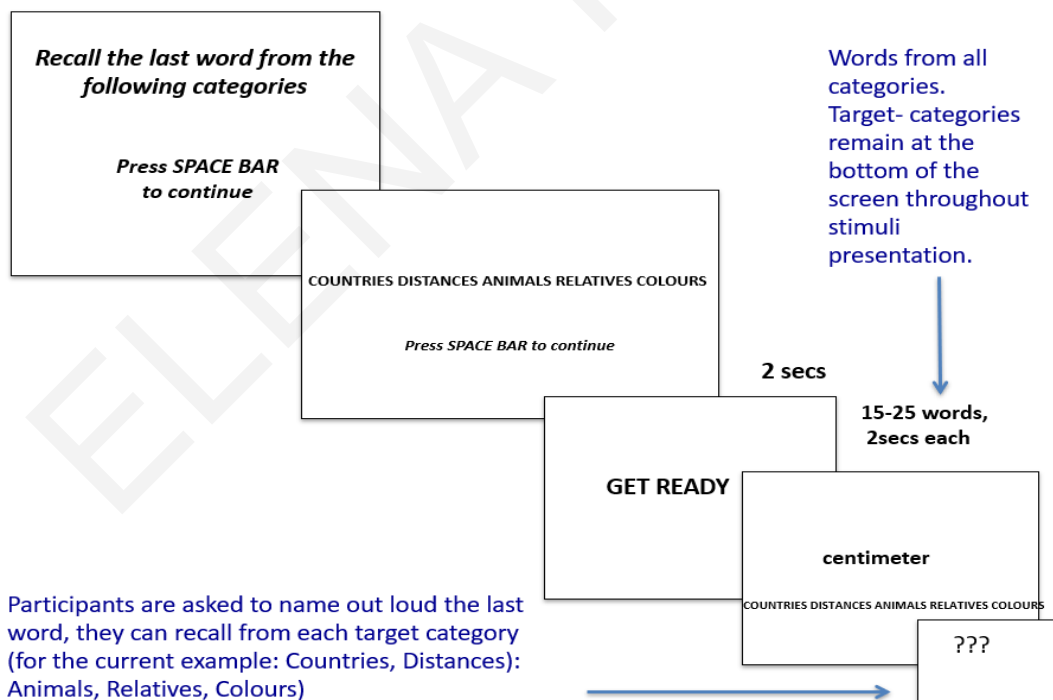 Recall the last word from the
following categories
Press SPACE BAR
to continue
Words from all
categories.
Target- categories
remain at the
bottom of the
screen throughout
stimuli
presentation.
COUNTRIES DISTANCES ANIMALS RELATIVES COLOURS
Press SPACE BAR to continue
2 secs
15-25 words,
2secs each
GET READY
centimeter
COUNTRIES DISTANCES ANIMALS RELATIVES COLOURS
???
Participants are asked to name out loud the last
word, they can recall from each target category
(for the current example: Countries, Distances):
Animals, Relatives, Colours)
ELENA